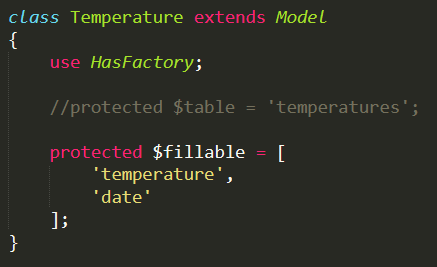 class Temperature extends Model
{
    use HasFactory;
    //protected $table = 'temperatures';
    protected $fillable = [
        'temperature',
        'date'
    ];
}